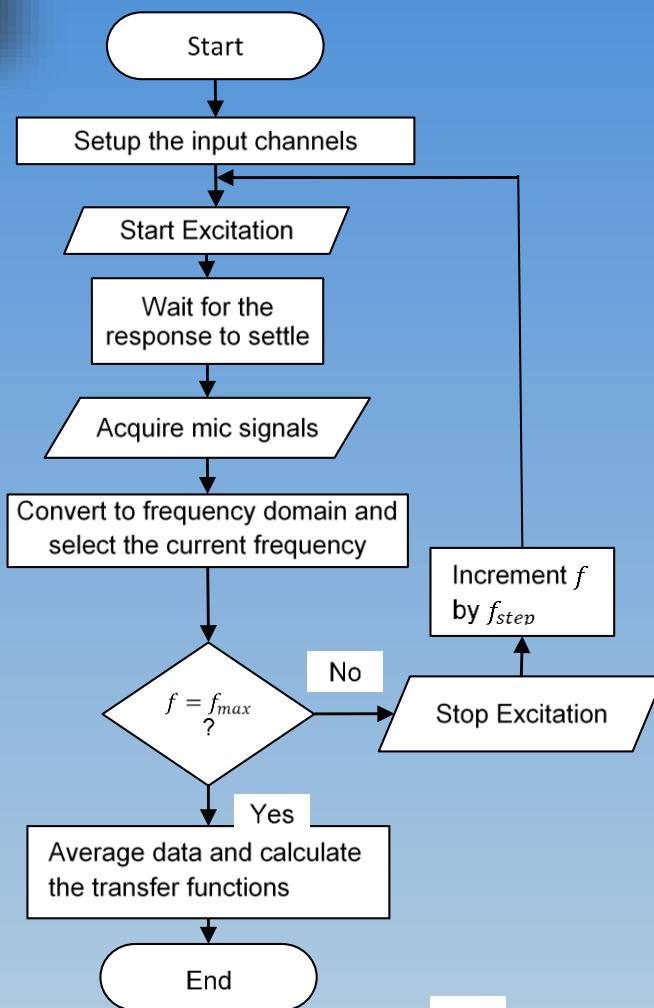 Start
Setup the input channels
Start Excitation
Wait for the
response to settle
Acquire mic signals
Convert to frequency domain and
select the current frequency
f = f_max
?
No
Stop Excitation
Increment f
by f_step
Yes
Average data and calculate
the transfer functions
End